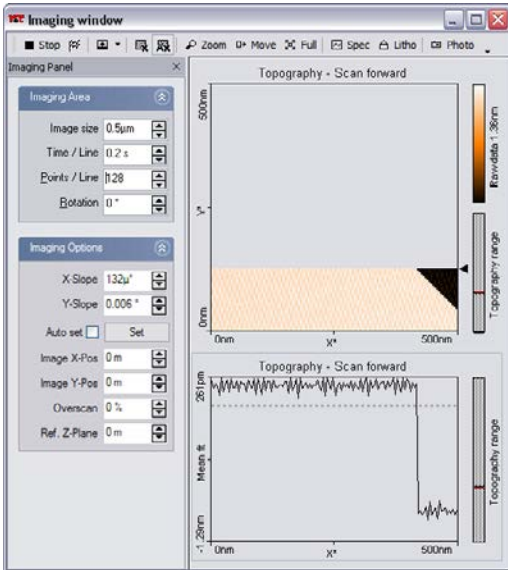 Imaging window
Stop Zoom Move Full Spec Litho Photo
Imaging Panel
Imaging Area
Image size 0.5µm
Time / Line 0.2 s
Points / Line 128
Rotation 0 °
Imaging Options
X-Slope 132µ°
Y-Slope 0.006 °
Auto set Set
Image X-Pos 0 m
Image Y-Pos 0 m
Overscan 0 %
Ref. Z-Plane 0 m
Topography - Scan forward
500nm
Y*
0nm
0nm X* 500nm
Rawdata 1.36nm
Topography range
Topography - Scan forward
261pm
Mean fit
-1.29nm
0nm X* 500nm
Topography range